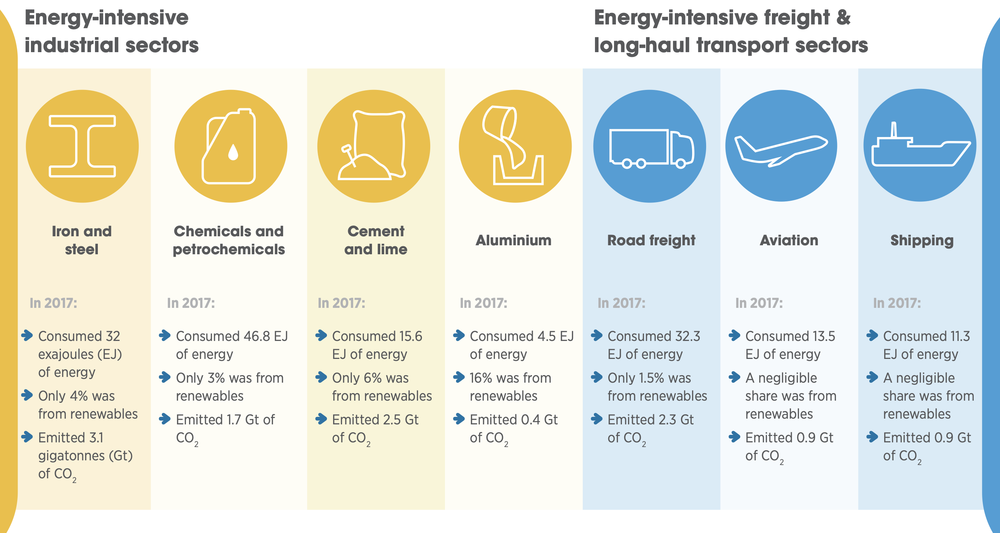 Energy-intensive
industrial sectors
Energy-intensive freight &
long-haul transport sectors
Iron and
steel
In 2017:
Consumed 32
exajoules (EJ)
of energy
Only 4% was
from renewables
Emitted 3.1
gigatonnes (Gt)
of CO₂
Chemicals and
petrochemicals
In 2017:
Consumed 46.8 EJ
of energy
Only 3% was from
renewables
Emitted 1.7 Gt of
CO₂
Cement
and lime
In 2017:
Consumed 15.6
EJ of energy
Only 6% was
from renewables
Emitted 2.5 Gt
of CO₂
Aluminium
In 2017:
Consumed 4.5 EJ
of energy
16% was from
renewables
Emitted 0.4 Gt
of CO₂
Road freight
In 2017:
Consumed 32.3
EJ of energy
Only 1.5% was
from renewables
Emitted 2.3 Gt
of CO₂
Aviation
In 2017:
Consumed 13.5
EJ of energy
A negligible
share was from
renewables
Emitted 0.9 Gt
of CO₂
Shipping
In 2017:
Consumed 11.3
EJ of energy
A negligible
share was from
renewables
Emitted 0.9 Gt
of CO₂